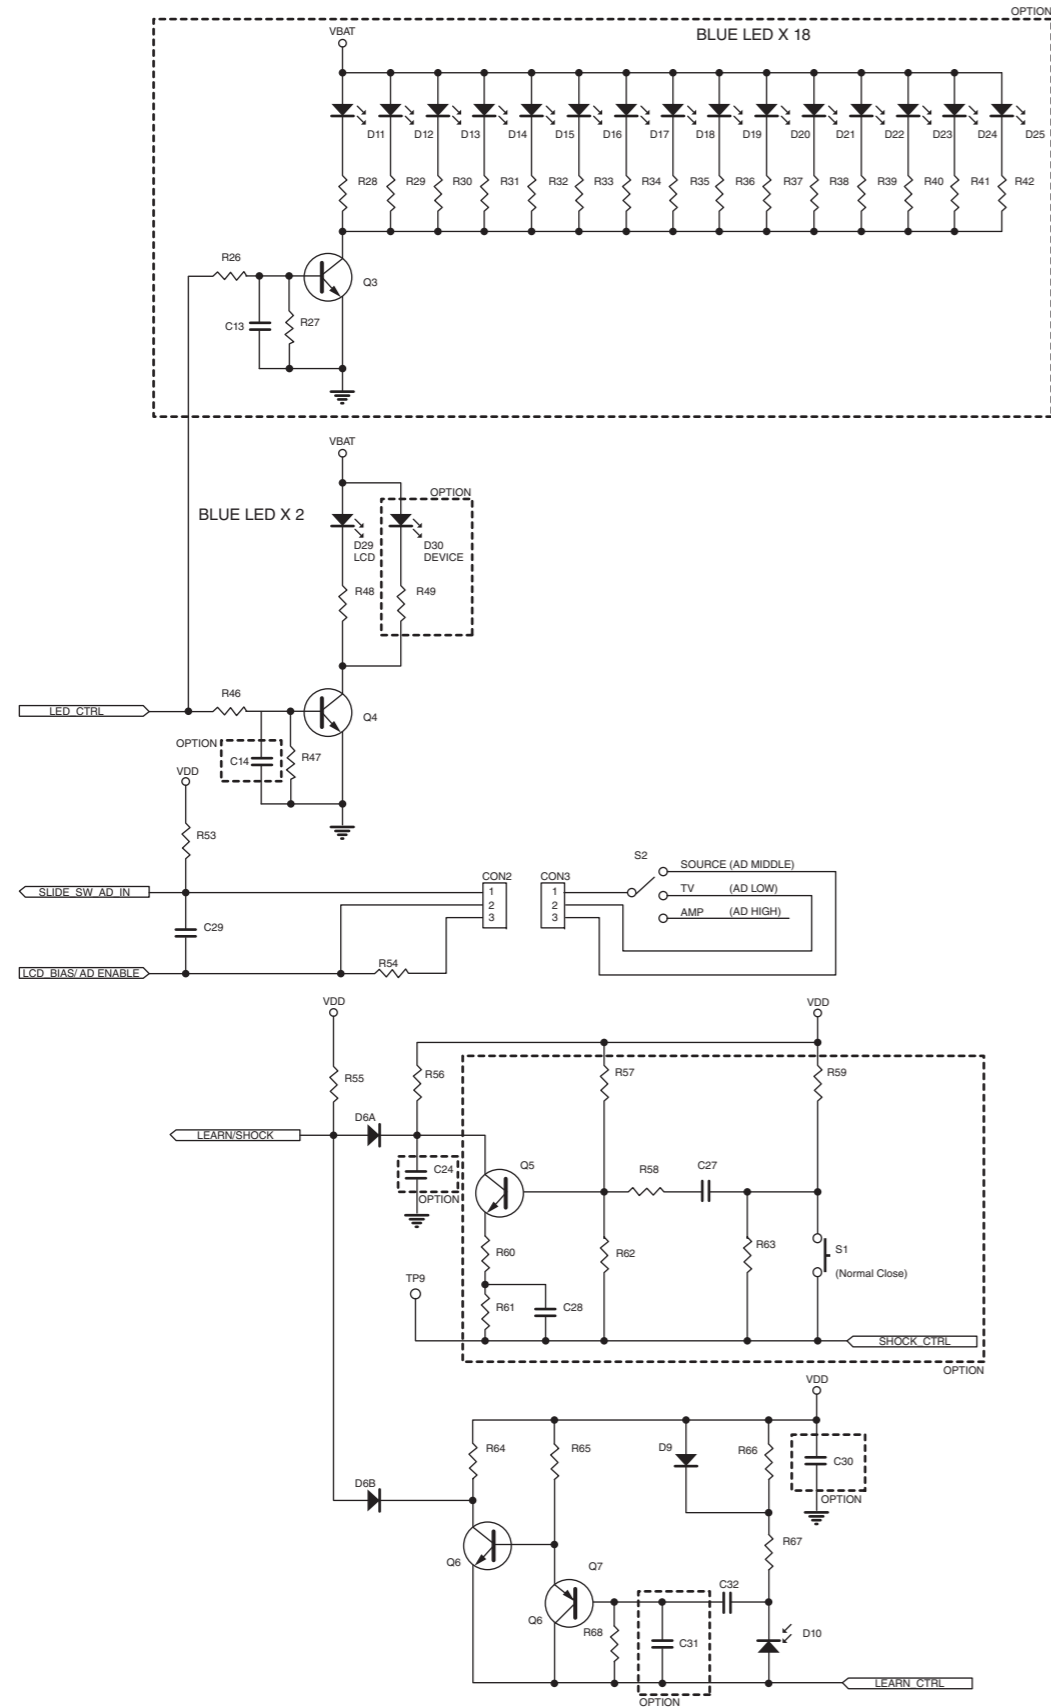 OPTION
BLUE LED X 18
VBAT
D11 D12 D13 D14 D15 D16 D17 D18 D19 D20 D21 D22 D23 D24 D25
R28 R29 R30 R31 R32 R33 R34 R35 R36 R37 R38 R39 R40 R41 R42
R26
Q3
C13
R27
VBAT
OPTION
BLUE LED X 2
D29
LCD
D30
DEVICE
R48
R49
R46
LED_CTRL
Q4
OPTION
C14
R47
VDD
R53
S2
SOURCE (AD MIDDLE)
CON2
CON3
SLIDE_SW_AD_IN
1
1
TV (AD LOW)
2
2
AMP (AD HIGH)
3
3
C29
R54
LCD_BIAS/ AD ENABLE
VDD
VDD
R55
R56
R57
R59
D6A
LEARN/SHOCK
C24
OPTION
Q5
R58
C27
R60
R62
R63
S1
(Normal Close)
TP9
R61
C28
SHOCK_CTRL
OPTION
VDD
R64
R65
D9
R66
C30
OPTION
D6B
R67
Q6
Q7
C32
Q6
R68
C31
D10
LEARN_CTRL
OPTION